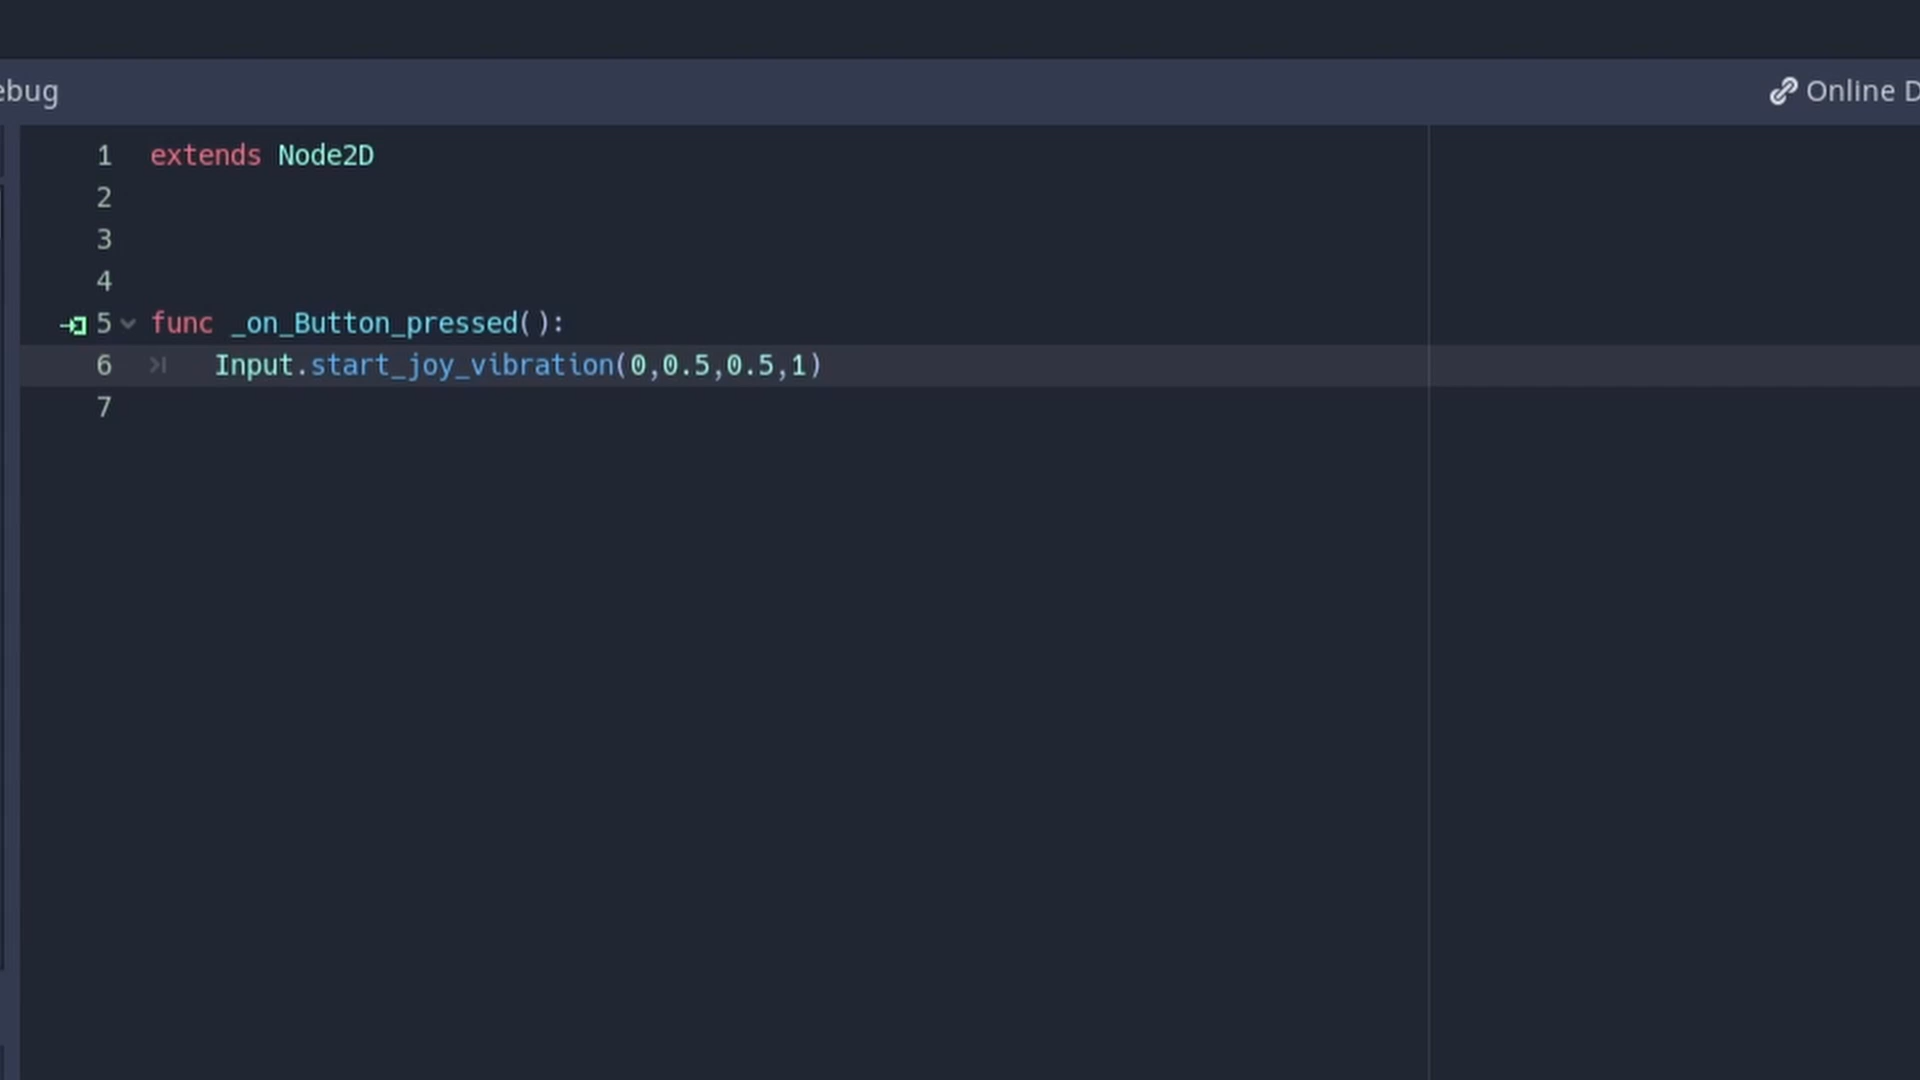 ebug
Online D
1 extends Node2D
2
3
4
5 func _on_Button_pressed():
6 Input.start_joy_vibration(0,0.5,0.5,1)
7